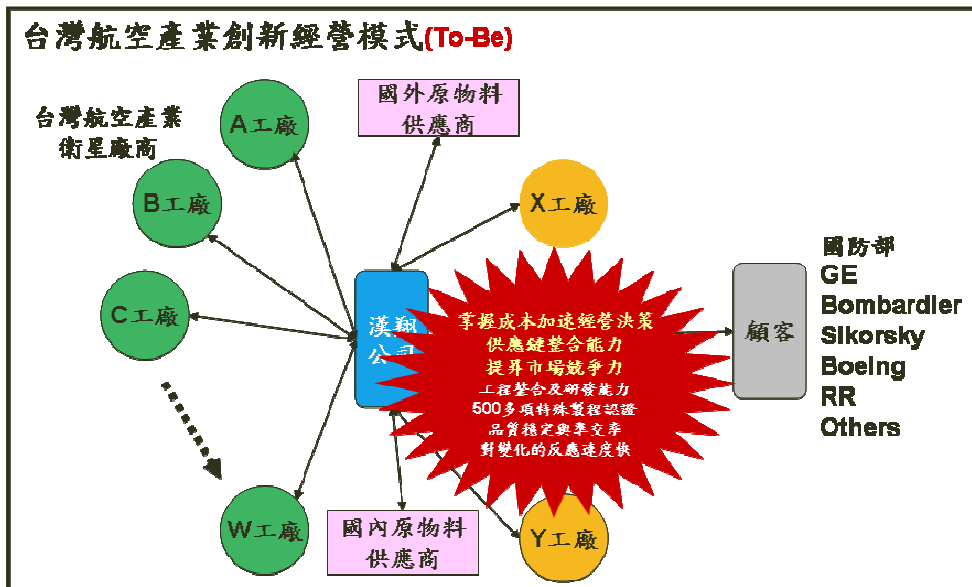 台灣航空產業創新經營模式(To-Be)
台灣航空產業
衛星廠商
A工廠
B工廠
C工廠
W工廠
國外原物料
供應商
X工廠
漢翔
公司
掌握成本加速經營決策
供應鏈整合能力
提昇市場競爭力
工程整合及研發能力
500多項特殊製程認證
品質穩定與準交率
對變化的反應速度快
國內原物料
供應商
Y工廠
顧客
國防部
GE
Bombardier
Sikorsky
Boeing
RR
Others